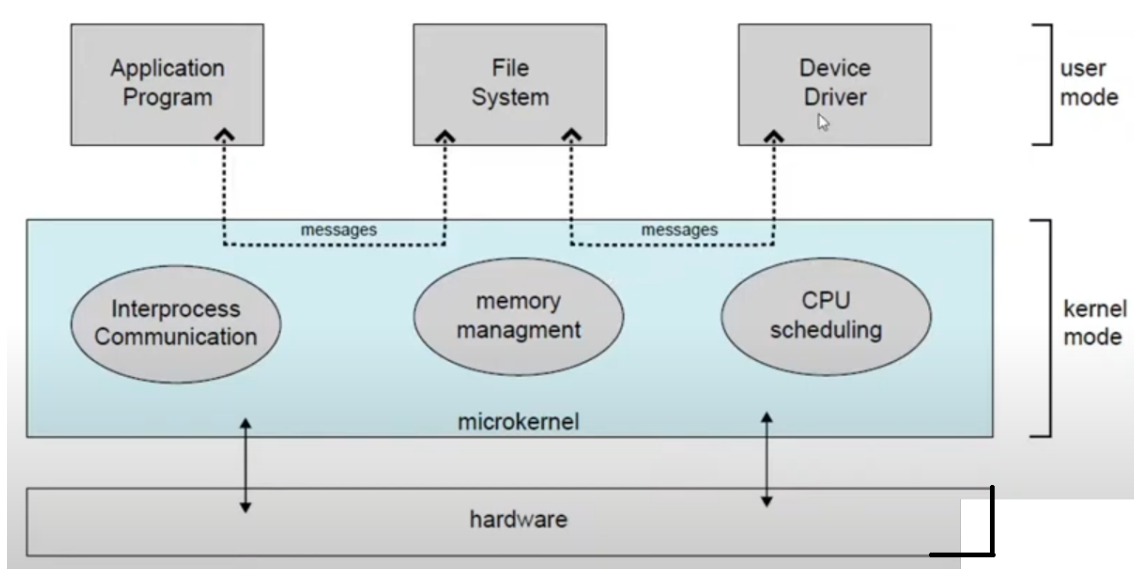 Application
Program
File
System
Device
Driver
user
mode
messages
messages
Interprocess
Communication
memory
managment
CPU
scheduling
kernel
mode
microkernel
hardware